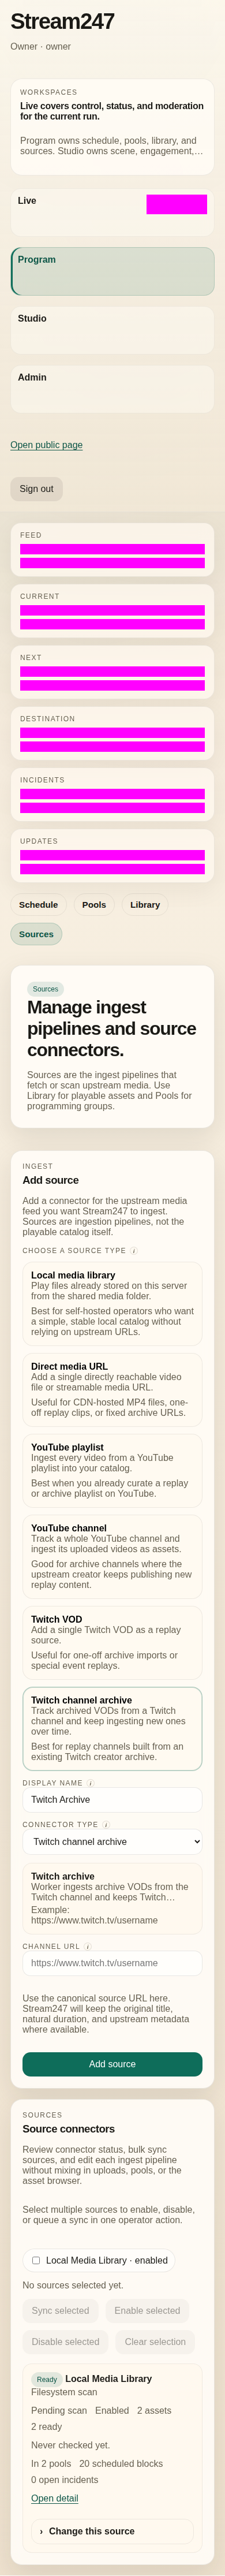 Stream247
Owner · owner
WORKSPACES
Live covers control, status, and moderation
for the current run.
Program owns schedule, pools, library, and
sources. Studio owns scene, engagement,…
Live
Program
Studio
Admin
Open public page
Sign out
FEED
CURRENT
NEXT
DESTINATION
INCIDENTS
UPDATES
Schedule Pools Library
Sources
Sources
Manage ingest
pipelines and source
connectors.
Sources are the ingest pipelines that
fetch or scan upstream media. Use
Library for playable assets and Pools for
programming groups.
INGEST
Add source
Add a connector for the upstream media
feed you want Stream247 to ingest.
Sources are ingestion pipelines, not the
playable catalog itself.
CHOOSE A SOURCE TYPE i
Local media library
Play files already stored on this server
from the shared media folder.
Best for self-hosted operators who want
a simple, stable local catalog without
relying on upstream URLs.
Direct media URL
Add a single directly reachable video
file or streamable media URL.
Useful for CDN-hosted MP4 files, one-
off replay clips, or fixed archive URLs.
YouTube playlist
Ingest every video from a YouTube
playlist into your catalog.
Best when you already curate a replay
or archive playlist on YouTube.
YouTube channel
Track a whole YouTube channel and
ingest its uploaded videos as assets.
Good for archive channels where the
upstream creator keeps publishing new
replay content.
Twitch VOD
Add a single Twitch VOD as a replay
source.
Useful for one-off archive imports or
special event replays.
Twitch channel archive
Track archived VODs from a Twitch
channel and keep ingesting new ones
over time.
Best for replay channels built from an
existing Twitch creator archive.
DISPLAY NAME i
Twitch Archive
CONNECTOR TYPE i
Twitch channel archive
Twitch archive
Worker ingests archive VODs from the
Twitch channel and keeps Twitch…
Example:
https://www.twitch.tv/username
CHANNEL URL i
https://www.twitch.tv/username
Use the canonical source URL here.
Stream247 will keep the original title,
natural duration, and upstream metadata
where available.
Add source
SOURCES
Source connectors
Review connector status, bulk sync
sources, and edit each ingest pipeline
without mixing in uploads, pools, or the
asset browser.
Select multiple sources to enable, disable,
or queue a sync in one operator action.
Local Media Library · enabled
No sources selected yet.
Sync selected Enable selected
Disable selected Clear selection
Ready Local Media Library
Filesystem scan
Pending scan Enabled 2 assets
2 ready
Never checked yet.
In 2 pools 20 scheduled blocks
0 open incidents
Open detail
› Change this source